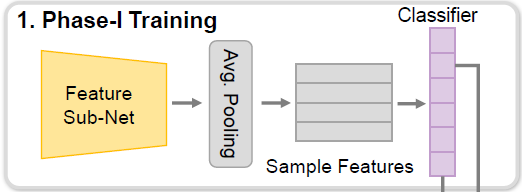 1. Phase-I Training
Classifier
Feature
Sub-Net
Avg. Pooling
Sample Features